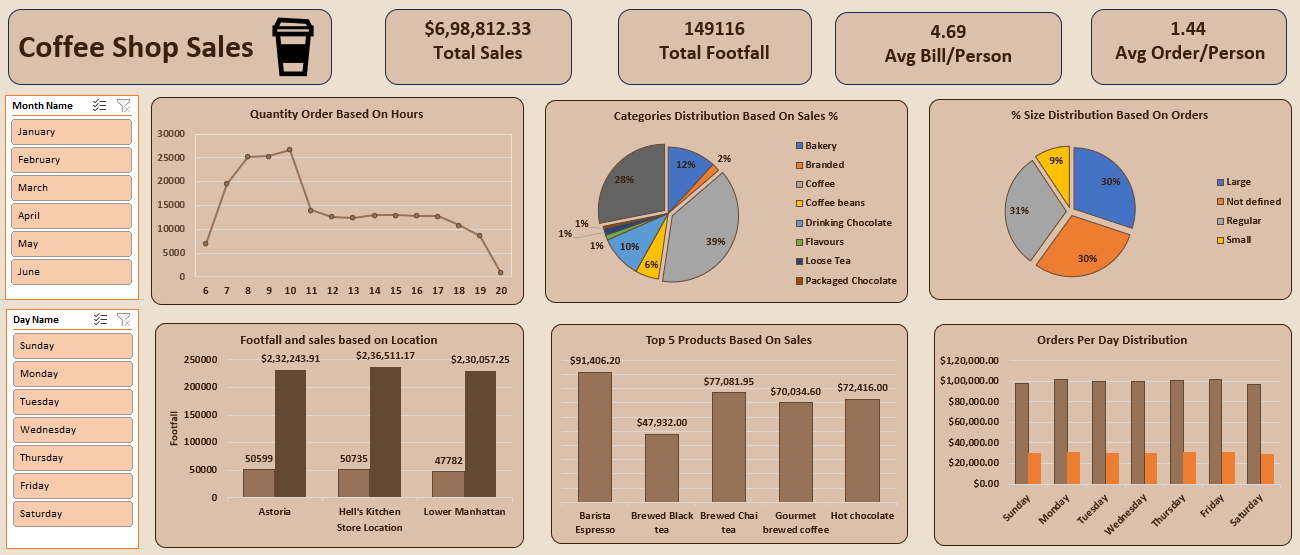 Coffee Shop Sales
$6,98,812.33
Total Sales
149116
Total Footfall
4.69
Avg Bill/Person
1.44
Avg Order/Person
Month Name
January
February
March
April
May
June
Day Name
Sunday
Monday
Tuesday
Wednesday
Thursday
Friday
Saturday
Quantity Order Based On Hours
30000
25000
20000
15000
10000
5000
0
6 7 8 9 10 11 12 13 14 15 16 17 18 19 20
Categories Distribution Based On Sales %
12%
2%
39%
6%
10%
1%
1%
1%
28%
Bakery
Branded
Coffee
Coffee beans
Drinking Chocolate
Flavours
Loose Tea
Packaged Chocolate
% Size Distribution Based On Orders
30%
30%
31%
9%
Large
Not defined
Regular
Small
Footfall and sales based on Location
Footfall
250000
200000
150000
100000
50000
0
50599
$2,32,243.91
50735
$2,36,511.17
47782
$2,30,057.25
Astoria
Hell's Kitchen
Lower Manhattan
Store Location
Top 5 Products Based On Sales
$91,406.20
$47,932.00
$77,081.95
$70,034.60
$72,416.00
Barista
Espresso
Brewed Black
tea
Brewed Chai
tea
Gourmet
brewed coffee
Hot chocolate
Orders Per Day Distribution
$1,20,000.00
$1,00,000.00
$80,000.00
$60,000.00
$40,000.00
$20,000.00
$0.00
Sunday
Monday
Tuesday
Wednesday
Thursday
Friday
Saturday